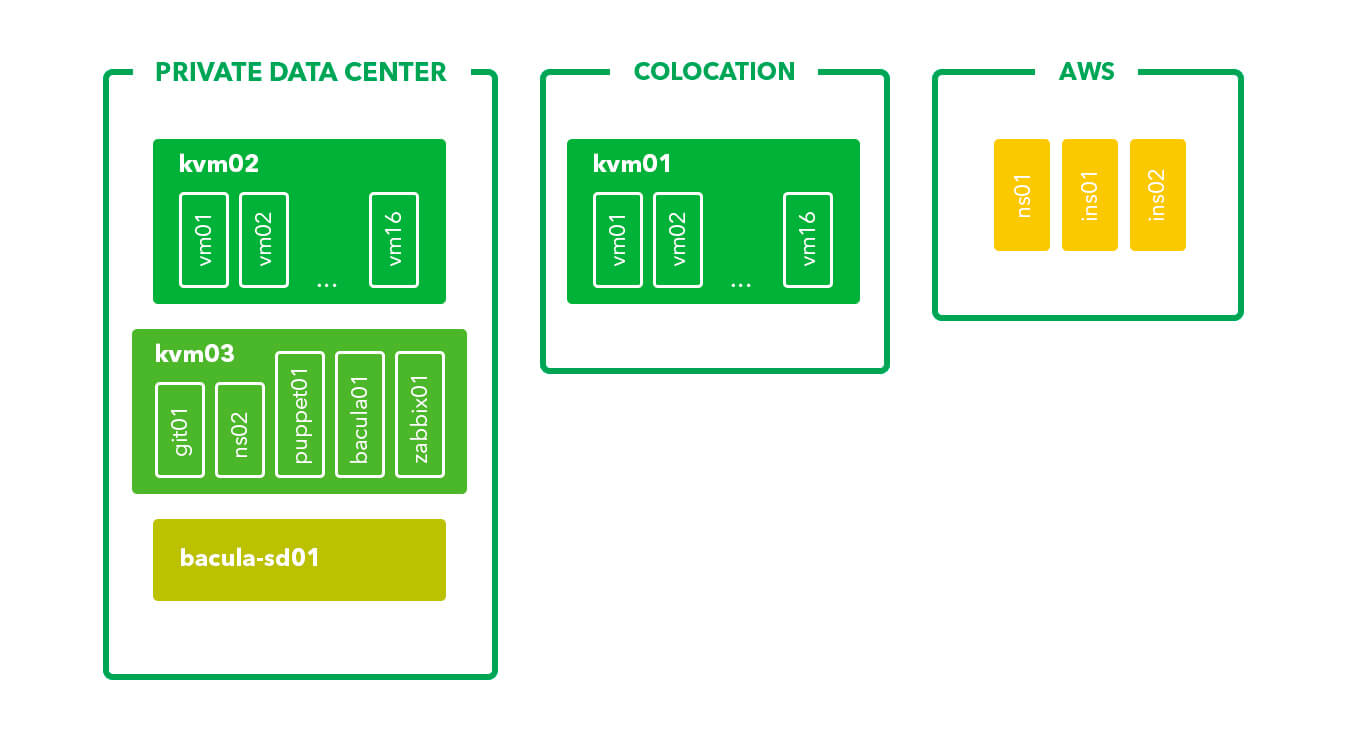 PRIVATE DATA CENTER
kvm02
vm01
vm02
...
vm16
kvm03
git01
ns02
puppet01
bacula01
zabbix01
bacula-sd01
COLOCATION
kvm01
vm01
vm02
...
vm16
AWS
ns01
ins01
ins02